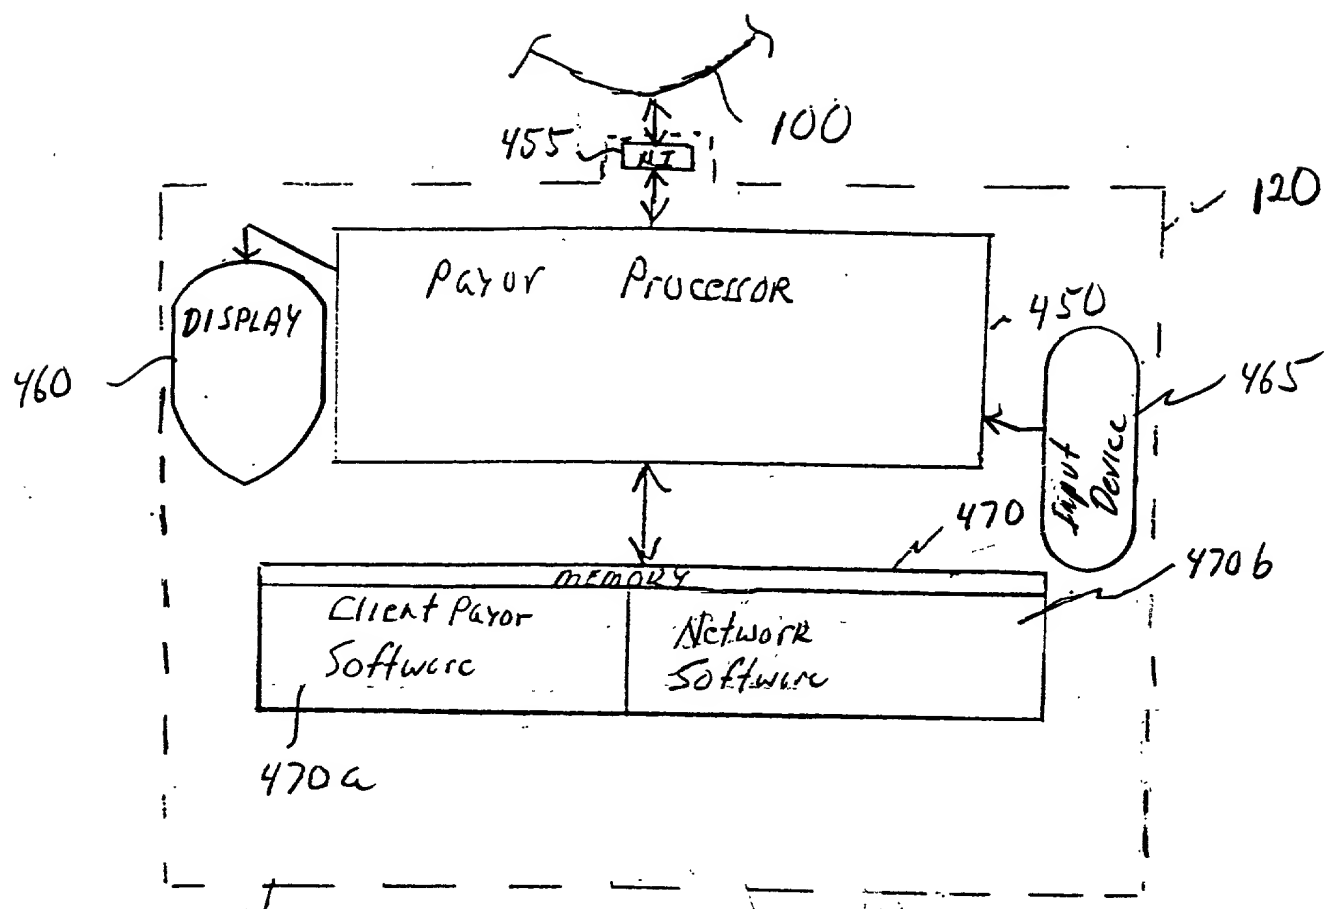 100
455
NI
120
Payor Processor
DISPLAY
450
460
465
Input
Device
470
MEMORY
470b
Client Payor
Software
Network
Software
470a